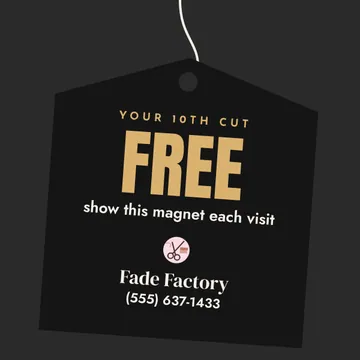 YOUR 10TH CUT
FREE
show this magnet each visit
Fade Factory
(555) 637-1433